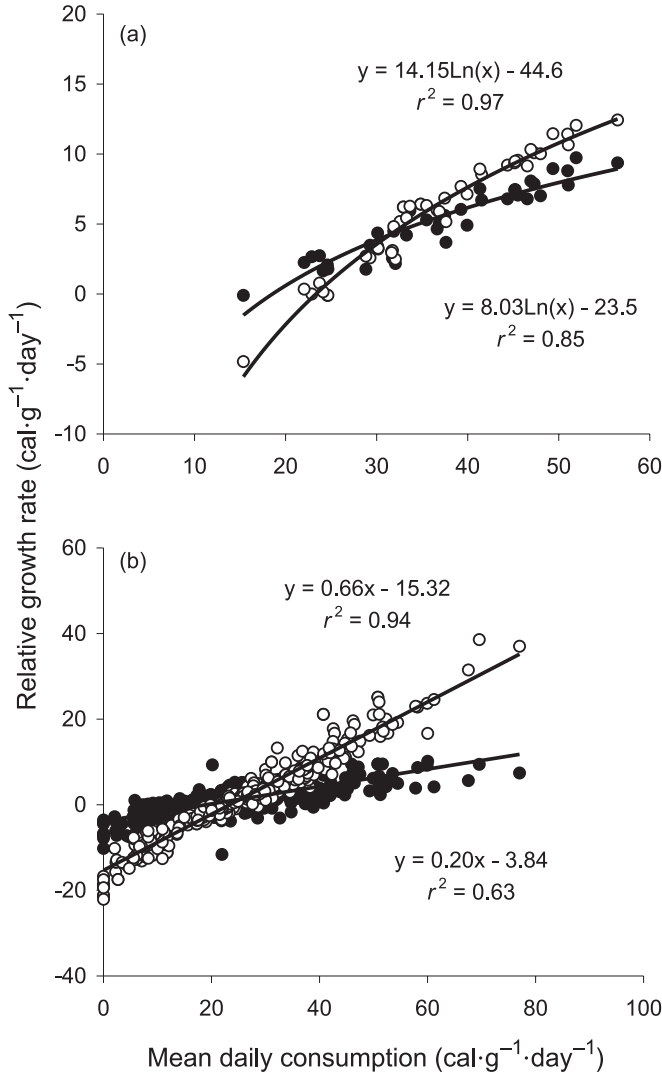 (a)
20
15
10
5
0
-5
-10
y = 14.15Ln(x) - 44.6
r² = 0.97
y = 8.03Ln(x) - 23.5
r² = 0.85
0 10 20 30 40 50 60
Relative growth rate (cal·g⁻¹·day⁻¹)
(b)
60
40
20
0
-20
-40
y = 0.66x - 15.32
r² = 0.94
y = 0.20x - 3.84
r² = 0.63
0 20 40 60 80 100
Mean daily consumption (cal·g⁻¹·day⁻¹)